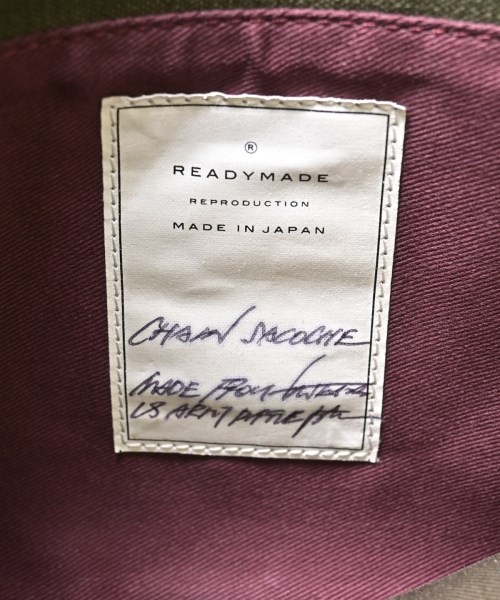 ®
READYMADE
REPRODUCTION
MADE IN JAPAN
CHAIN SACOCHE
MADE FROM
US ARMY